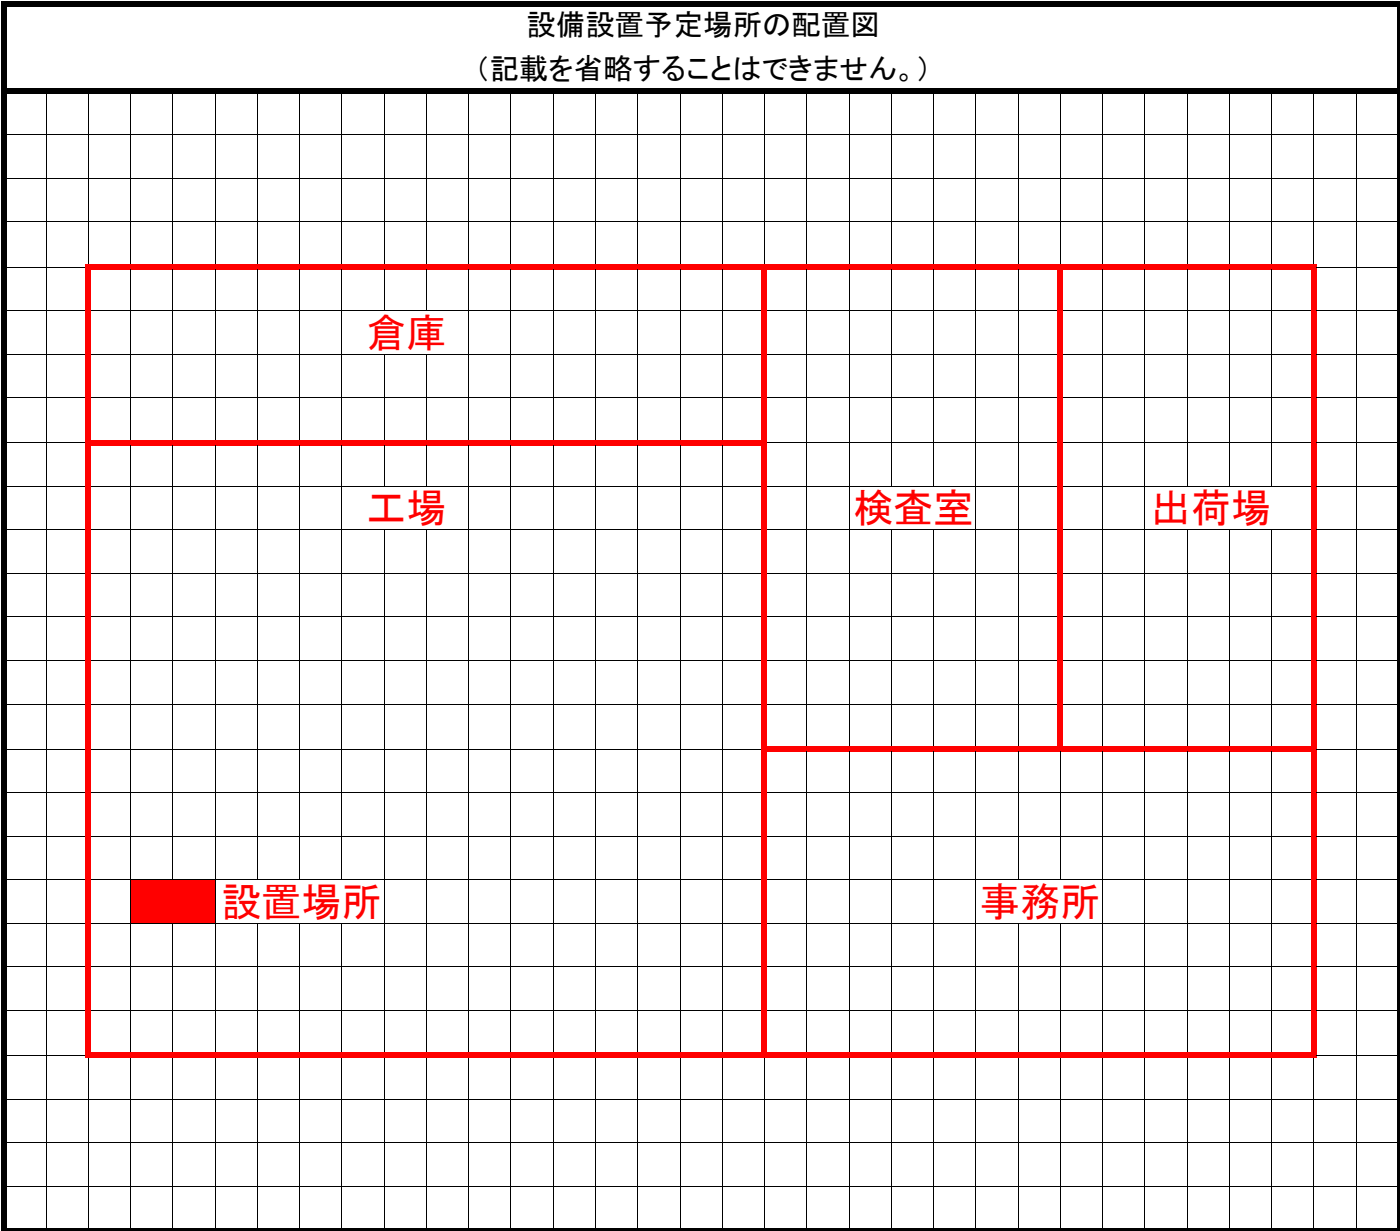 設備設置予定場所の配置図
（記載を省略することはできません。）
倉庫
工場
検査室
出荷場
設置場所
事務所